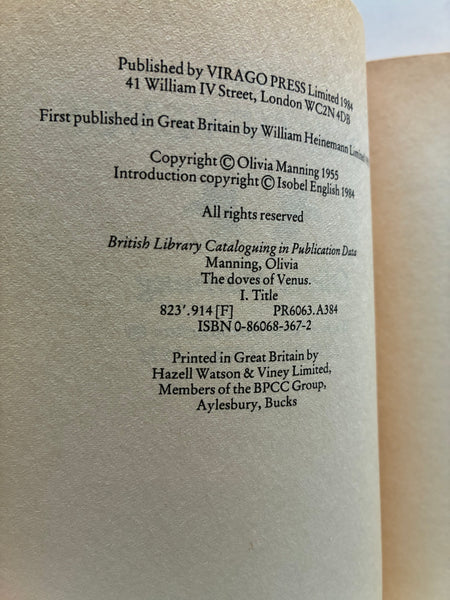 Published by VIRAGO PRESS Limited 1984
41 William IV Street, London WC2N 4DB
First published in Great Britain by William Heinemann Limited
Copyright © Olivia Manning 1955
Introduction copyright © Isobel English 1984
All rights reserved
British Library Cataloguing in Publication Data
Manning, Olivia
The doves of Venus.
I. Title
823'.914 [F] PR6063.A384
ISBN 0-86068-367-2
Printed in Great Britain by
Hazell Watson & Viney Limited,
Members of the BPCC Group,
Aylesbury, Bucks